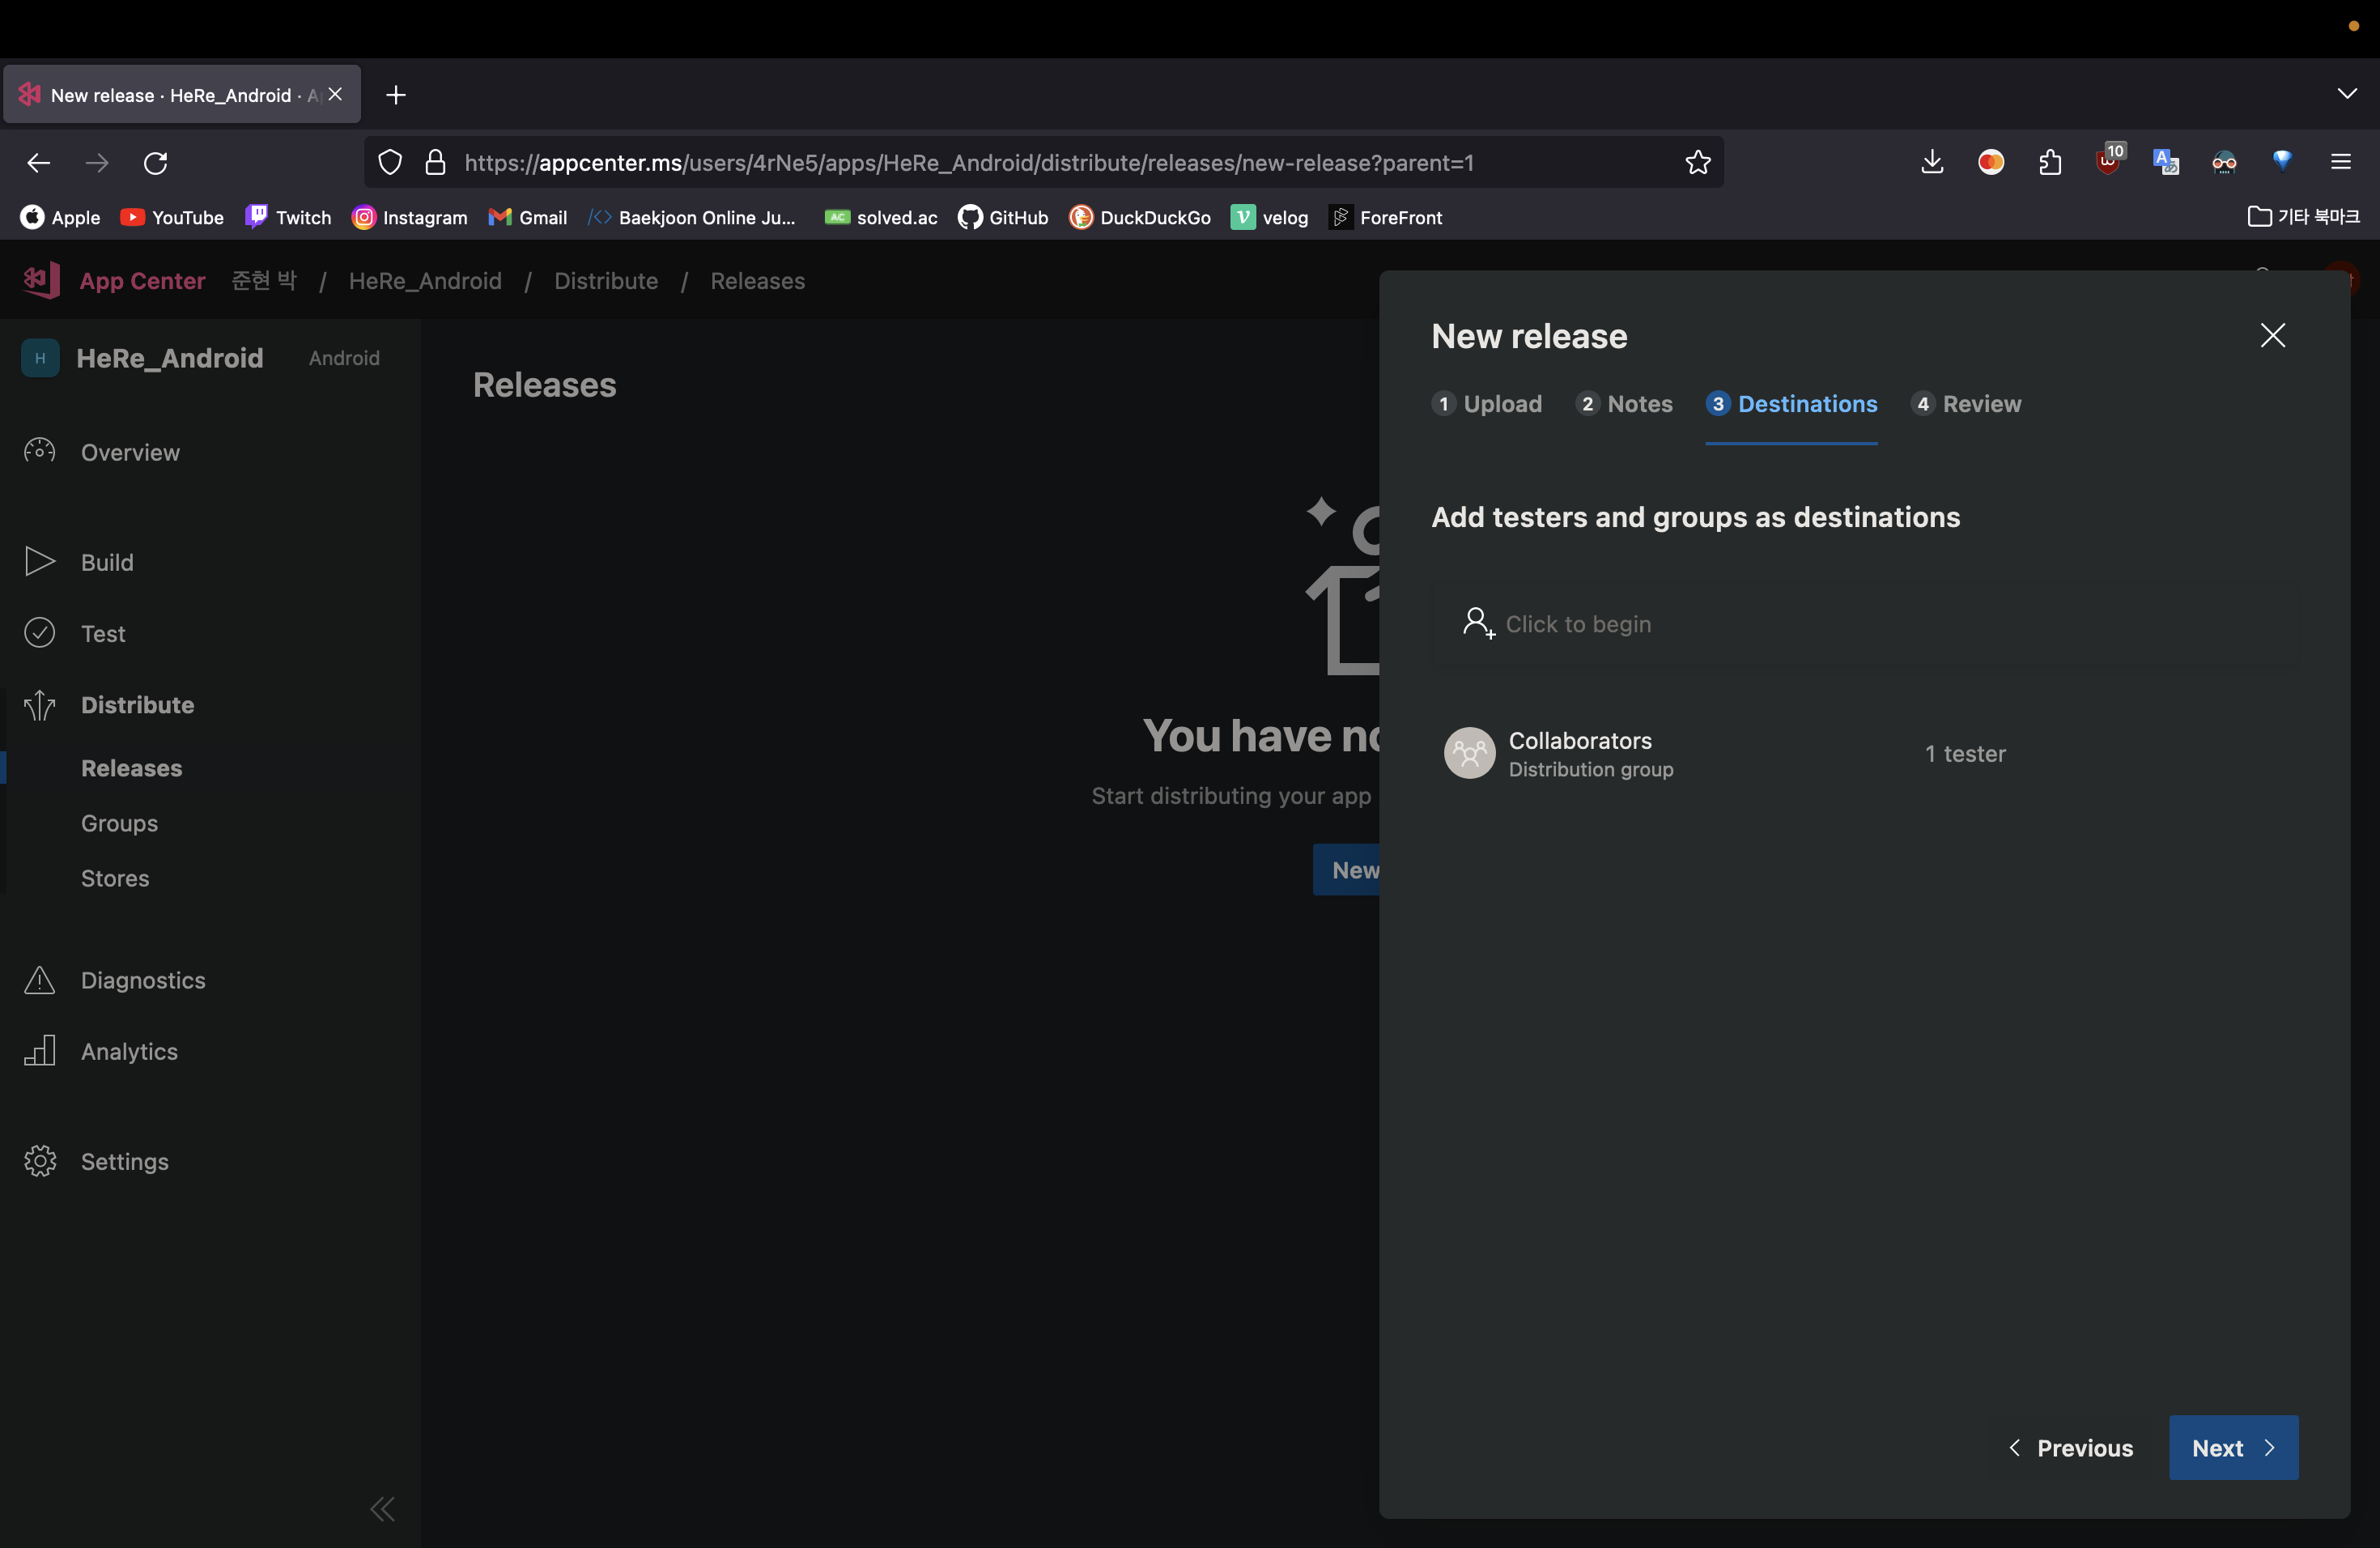 New release · HeRe_Android · A
10
https://appcenter.ms/users/4rNe5/apps/HeRe_Android/distribute/releases/new-release?parent=1
Apple YouTube Twitch Instagram Gmail Baekjoon Online Ju... AC solved.ac GitHub DuckDuckGo velog ForeFront 기타 북마크
App Center 준현 박 / HeRe_Android / Distribute / Releases
H HeRe_Android Android
Overview
Build
Test
Distribute
Releases
Groups
Stores
Diagnostics
Analytics
Settings
Releases
You have no
Start distributing your app
New
New release
1 Upload 2 Notes 3 Destinations 4 Review
Add testers and groups as destinations
Click to begin
Collaborators
Distribution group
1 tester
Previous
Next